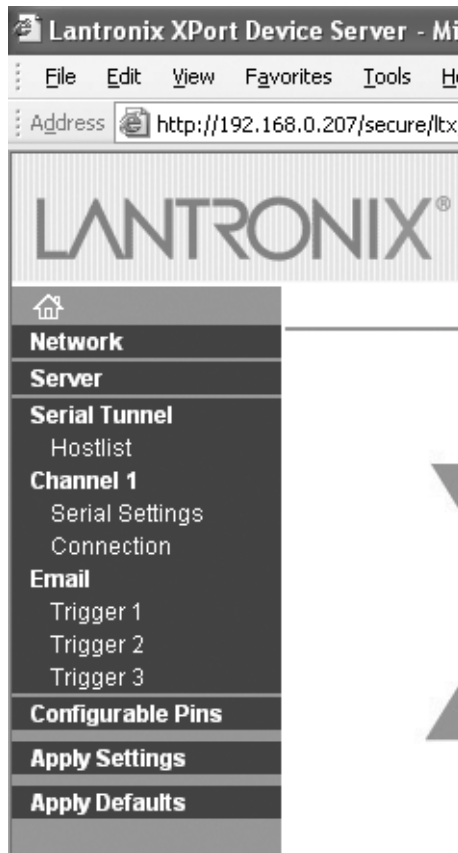 Lantronix XPort Device Server - Mi
File Edit View Favorites Tools H
Address http://192.168.0.207/secure/ltx
LANTRONIX®
Network
Server
Serial Tunnel
Hostlist
Channel 1
Serial Settings
Connection
Email
Trigger 1
Trigger 2
Trigger 3
Configurable Pins
Apply Settings
Apply Defaults